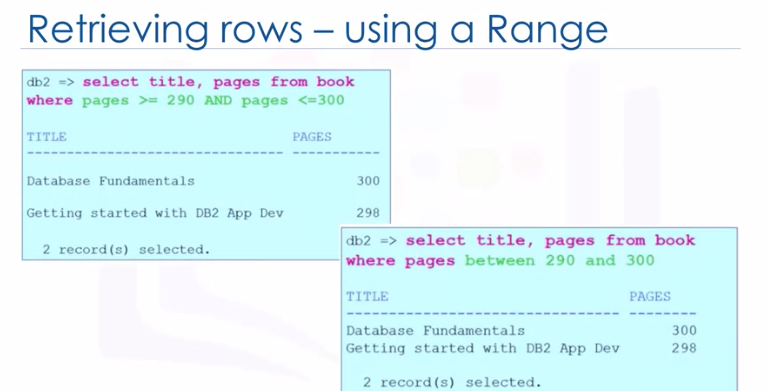 Retrieving rows – using a Range
db2 => select title, pages from book
where pages >= 290 AND pages <=300
TITLE PAGES
------------------------------ -----------
Database Fundamentals 300
Getting started with DB2 App Dev 298
2 record(s) selected.
db2 => select title, pages from book
where pages between 290 and 300
TITLE PAGES
-------------------------------- --------
Database Fundamentals 300
Getting started with DB2 App Dev 298
2 record(s) selected.